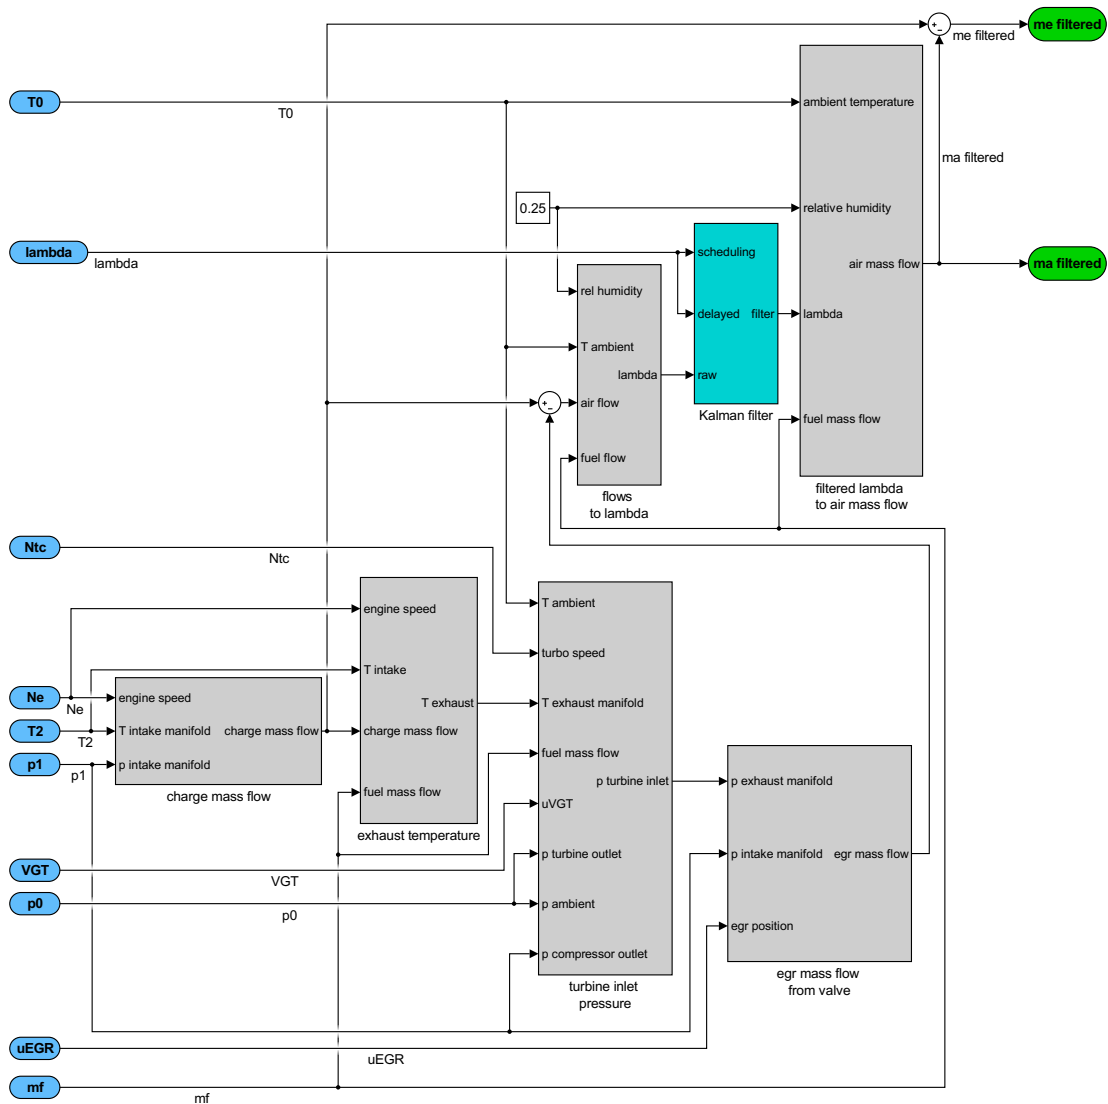 me filtered
+
−
me filtered
T0
ambient temperature
T0
ma filtered
0.25
relative humidity
lambda
scheduling
lambda
air mass flow
ma filtered
rel humidity
delayed
filter
lambda
T ambient
lambda
raw
+
−
air flow
Kalman filter
fuel mass flow
fuel flow
flows
to lambda
filtered lambda
to air mass flow
Ntc
Ntc
engine speed
T ambient
turbo speed
T intake
Ne
engine speed
Ne
T exhaust
T exhaust manifold
T2
T intake manifold
charge mass flow
charge mass flow
T2
p1
p intake manifold
p1
fuel mass flow
charge mass flow
fuel mass flow
p turbine inlet
p exhaust manifold
uVGT
exhaust temperature
p turbine outlet
p intake manifold
egr mass flow
VGT
VGT
p0
p0
p ambient
egr position
p compressor outlet
turbine inlet
pressure
egr mass flow
from valve
uEGR
uEGR
mf
mf